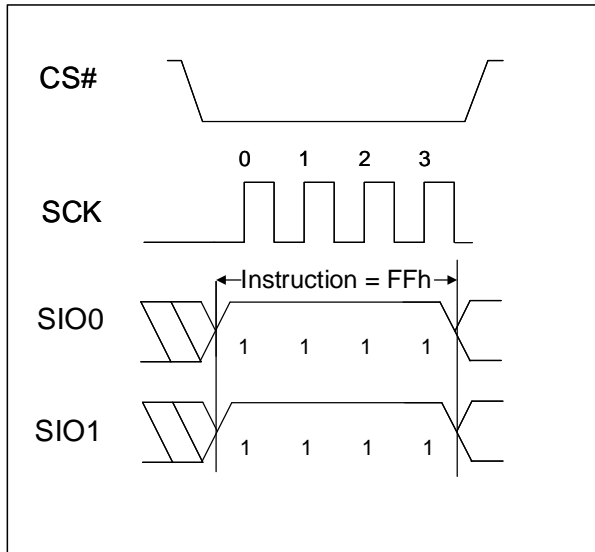 CS#
0 1 2 3
SCK
Instruction = FFh
SIO0
1 1 1 1
SIO1
1 1 1 1